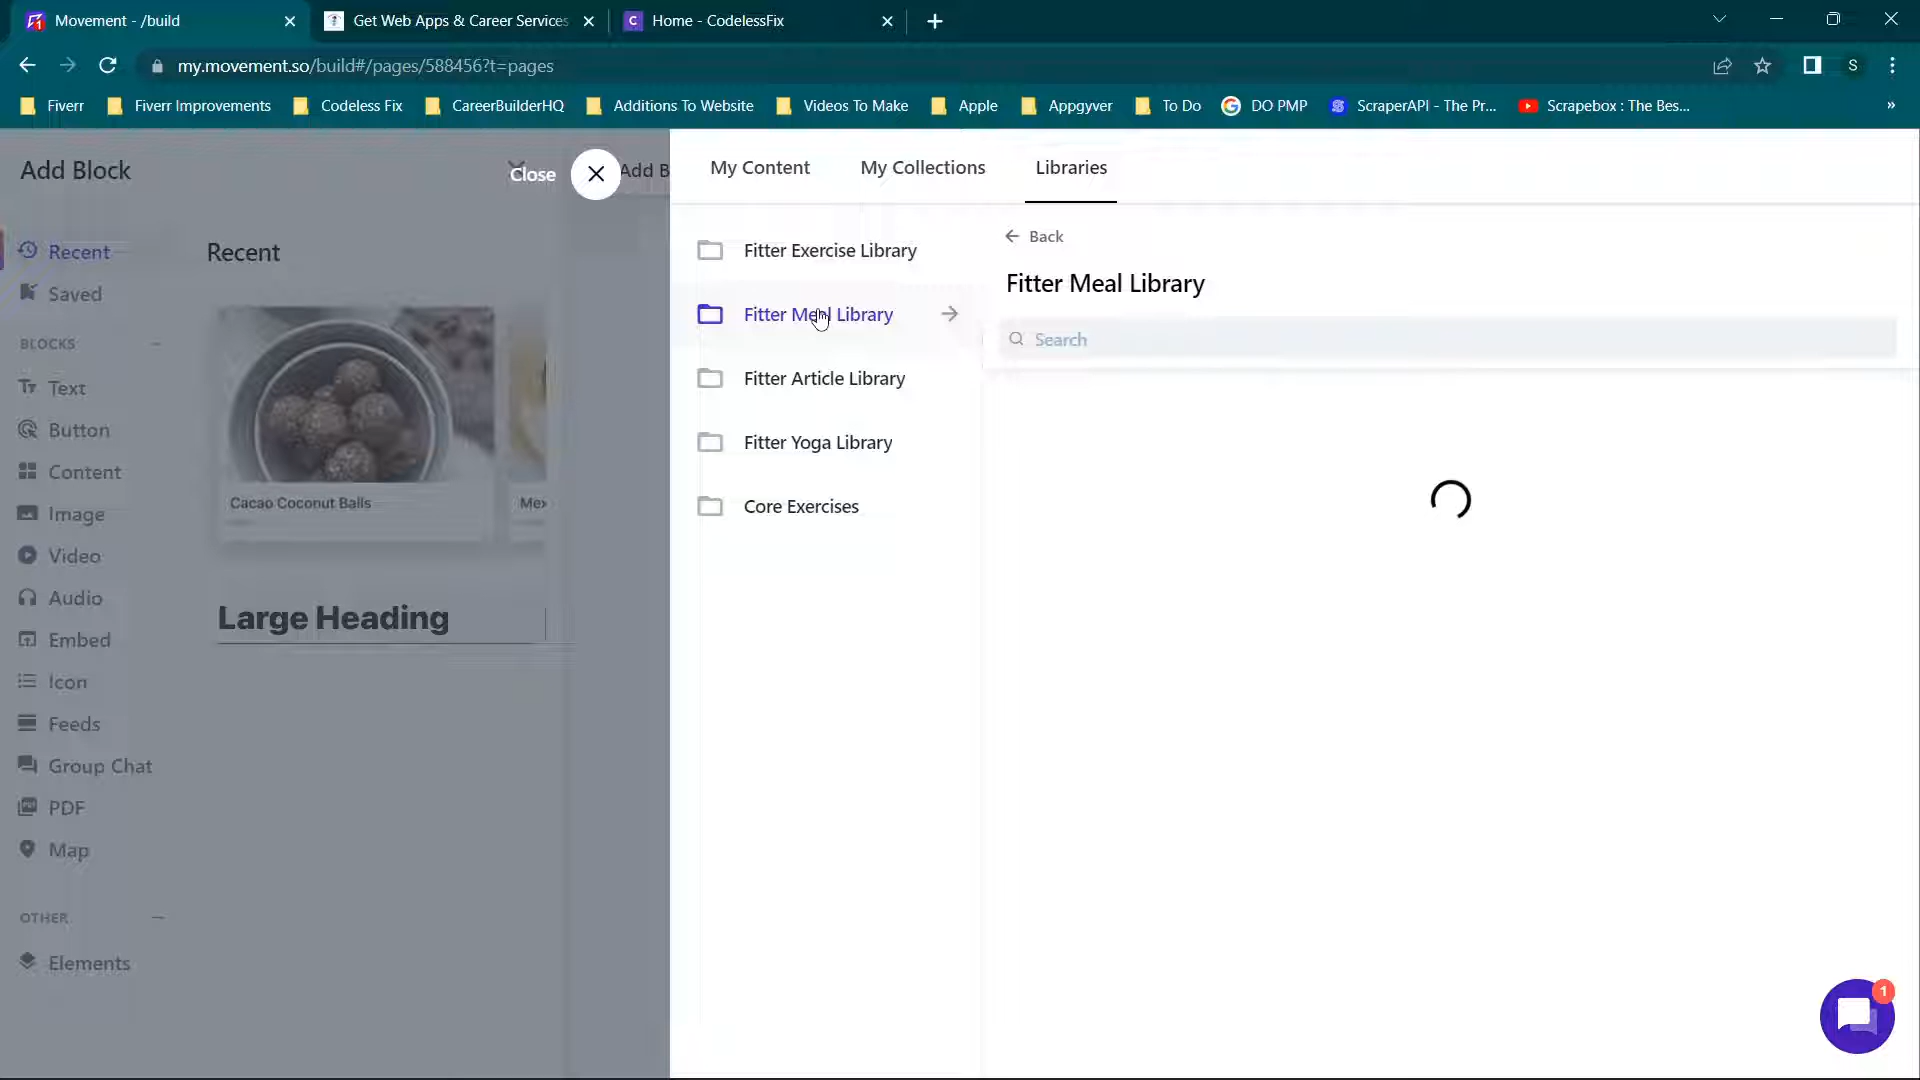 Movement - /build
Get Web Apps & Career Services
Home - CodelessFix
my.movement.so/build#/pages/588456?t=pages
S
Fiverr
Fiverr Improvements
Codeless Fix
CareerBuilderHQ
Additions To Website
Videos To Make
Apple
Appgyver
To Do
DO PMP
ScraperAPI - The Pr...
Scrapebox : The Bes...
»
Add Block
Close
Add B
My Content
My Collections
Libraries
Recent
Saved
BLOCKS
Text
Button
Content
Image
Video
Audio
Embed
Icon
Feeds
Group Chat
PDF
Map
OTHER
Elements
Recent
Cacao Coconut Balls
Mex
Large Heading
Fitter Exercise Library
Fitter Meal Library
Fitter Article Library
Fitter Yoga Library
Core Exercises
Back
Fitter Meal Library
Search
1